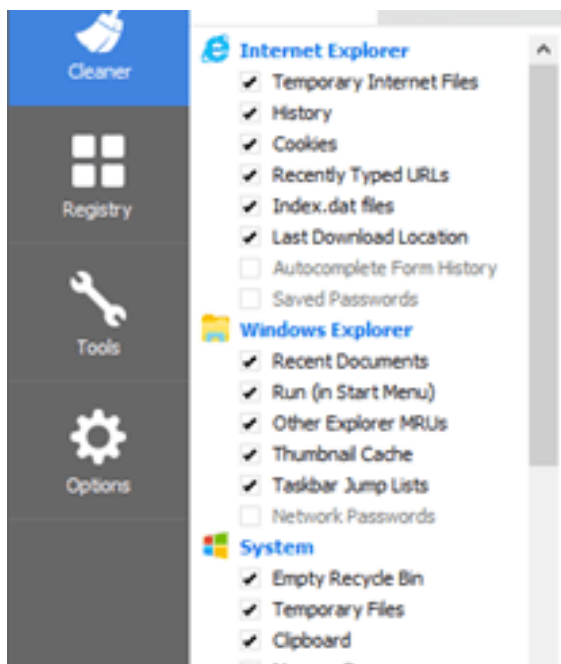 Cleaner
Registry
Tools
Options
Internet Explorer
Temporary Internet Files
History
Cookies
Recently Typed URLs
Index.dat files
Last Download Location
Autocomplete Form History
Saved Passwords
Windows Explorer
Recent Documents
Run (in Start Menu)
Other Explorer MRUs
Thumbnail Cache
Taskbar Jump Lists
Network Passwords
System
Empty Recycle Bin
Temporary Files
Clipboard